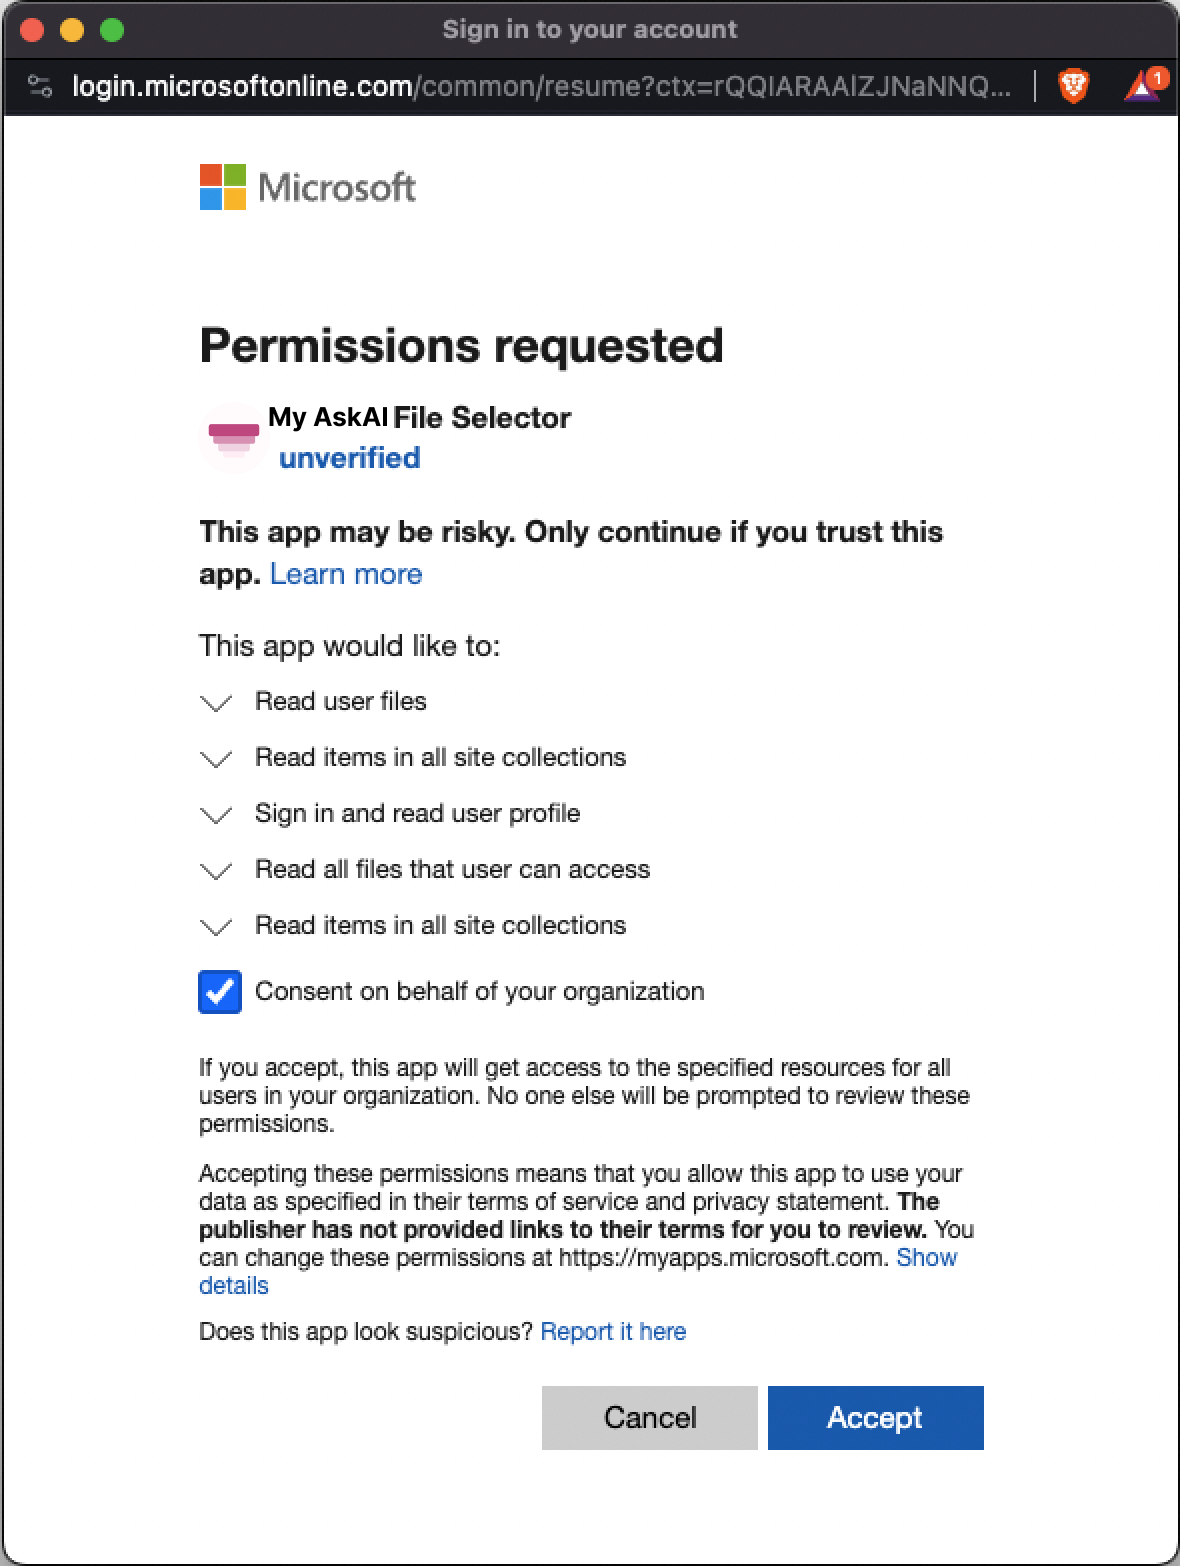 Sign in to your account
login.microsoftonline.com/common/resume?ctx=rQQIARAAlZJNaNNQ...
1
Microsoft
Permissions requested
My AskAI File Selector
unverified
This app may be risky. Only continue if you trust this
app. Learn more
This app would like to:
Read user files
Read items in all site collections
Sign in and read user profile
Read all files that user can access
Read items in all site collections
Consent on behalf of your organization
If you accept, this app will get access to the specified resources for all
users in your organization. No one else will be prompted to review these
permissions.
Accepting these permissions means that you allow this app to use your
data as specified in their terms of service and privacy statement. The
publisher has not provided links to their terms for you to review. You
can change these permissions at https://myapps.microsoft.com. Show
details
Does this app look suspicious? Report it here
Cancel
Accept